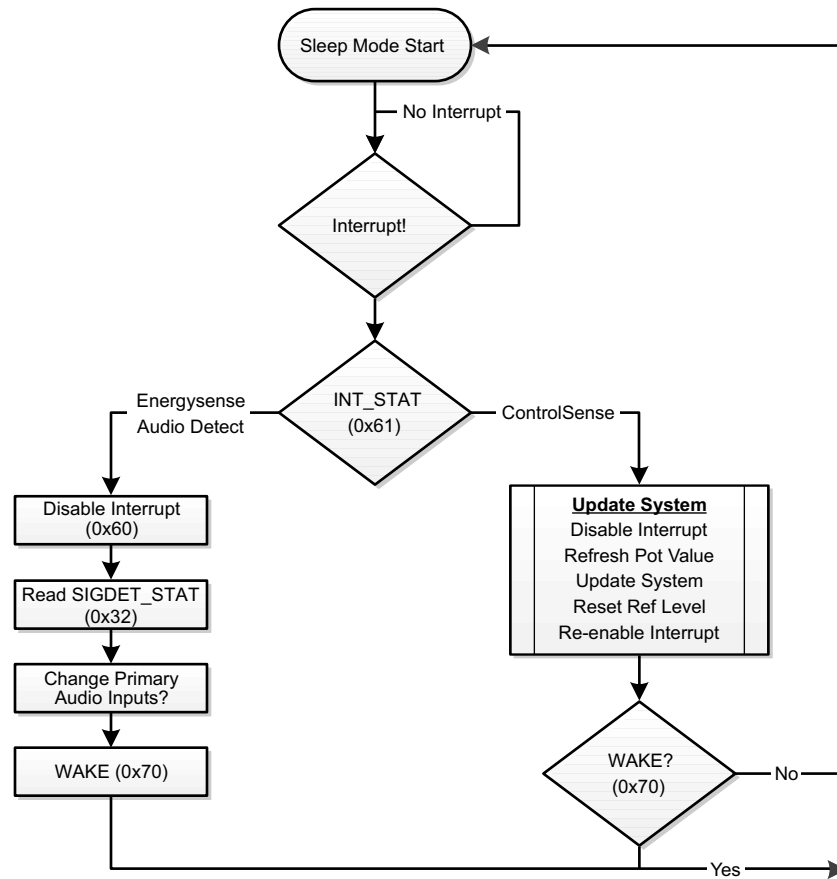 Sleep Mode Start
No Interrupt
Interrupt!
INT_STAT
(0x61)
Energysense
Audio Detect
ControlSense
Disable Interrupt
(0x60)
Read SIGDET_STAT
(0x32)
Change Primary
Audio Inputs?
WAKE (0x70)
Update System
Disable Interrupt
Refresh Pot Value
Update System
Reset Ref Level
Re-enable Interrupt
WAKE?
(0x70)
No
Yes